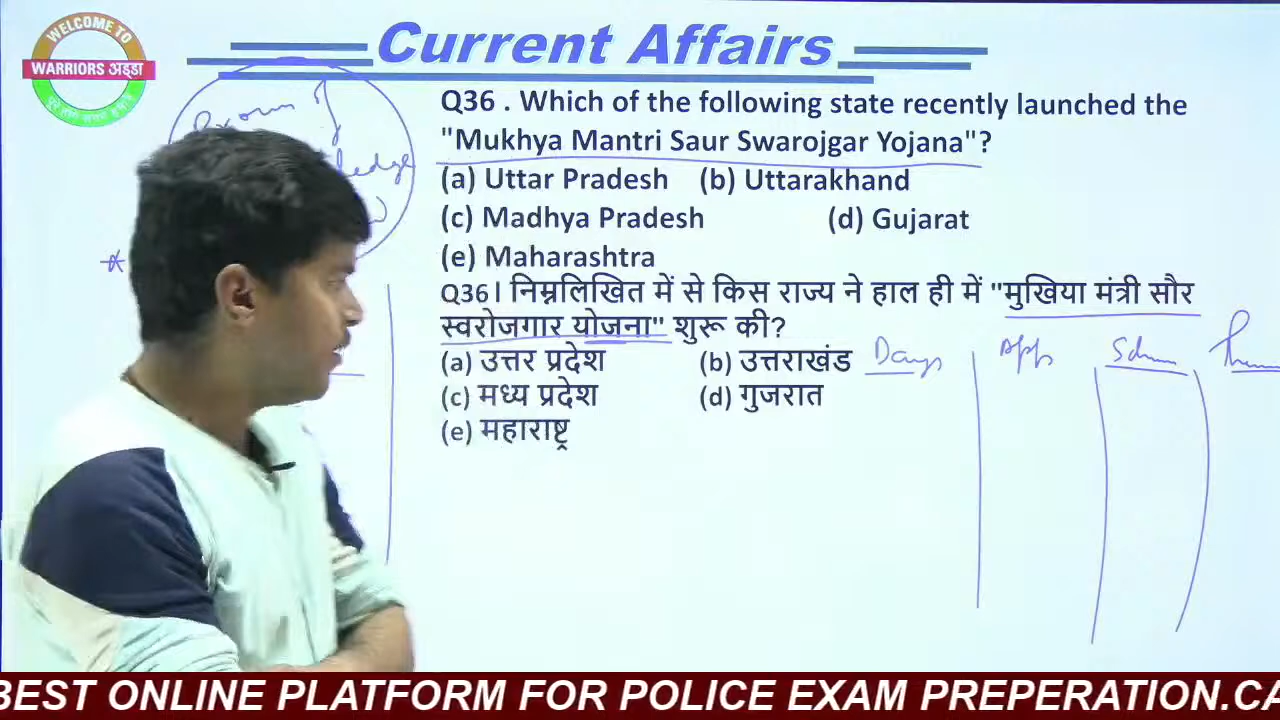 WELCOME TO
WARRIORS अड्डा
Current Affairs
Q36 . Which of the following state recently launched the
"Mukhya Mantri Saur Swarojgar Yojana"?
(a) Uttar Pradesh (b) Uttarakhand
(c) Madhya Pradesh (d) Gujarat
(e) Maharashtra
Q36। निम्नलिखित में से किस राज्य ने हाल ही में "मुखिया मंत्री सौर
स्वरोजगार योजना" शुरू की?
(a) उत्तर प्रदेश (b) उत्तराखंड
(c) मध्य प्रदेश (d) गुजरात
(e) महाराष्ट्र
Days
BEST ONLINE PLATFORM FOR POLICE EXAM PREPERATION.CA